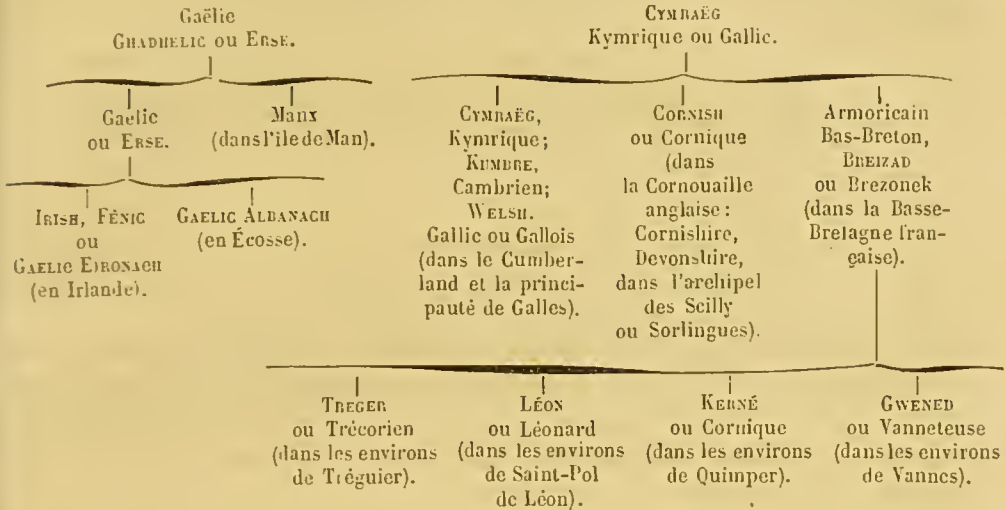 Gaëlic
GHADHELIC ou ERSE.
CYMRAËG
Kymrique ou Gallic.
Gaëlic
ou ERSE.
Manx
(dans l'ile de Man).
IRISH, FÉNIC
ou
GAELIC EIRONACH
(en Irlande).
GAELIC ALBANACH
(en Écosse).
CYMRAËG,
Kymrique;
KUMBRE,
Cambrien;
WELSH.
Gallic ou Gallois
(dans le Cumber-
land et la princi-
pauté de Galles).
CORNISH
ou Cornique
(dans
la Cornouaille
anglaise:
Cornishire,
Devonshire,
dans l'archipel
des Scilly
ou Sorlingues).
Armoricain
Bas-Breton,
BREIZAD
ou Brezonek
(dans la Basse-
Bretagne fran-
çaise).
TREGER
ou Trécorien
(dans les environs
de Tréguier).
LÉON
ou Léonard
(dans les environs
de Saint-Pol
de Léon).
KERNÉ
ou Cornique
(dans les environs
de Quimper).
GWENED
ou Vanneteuse
(dans les environs
de Vannes).